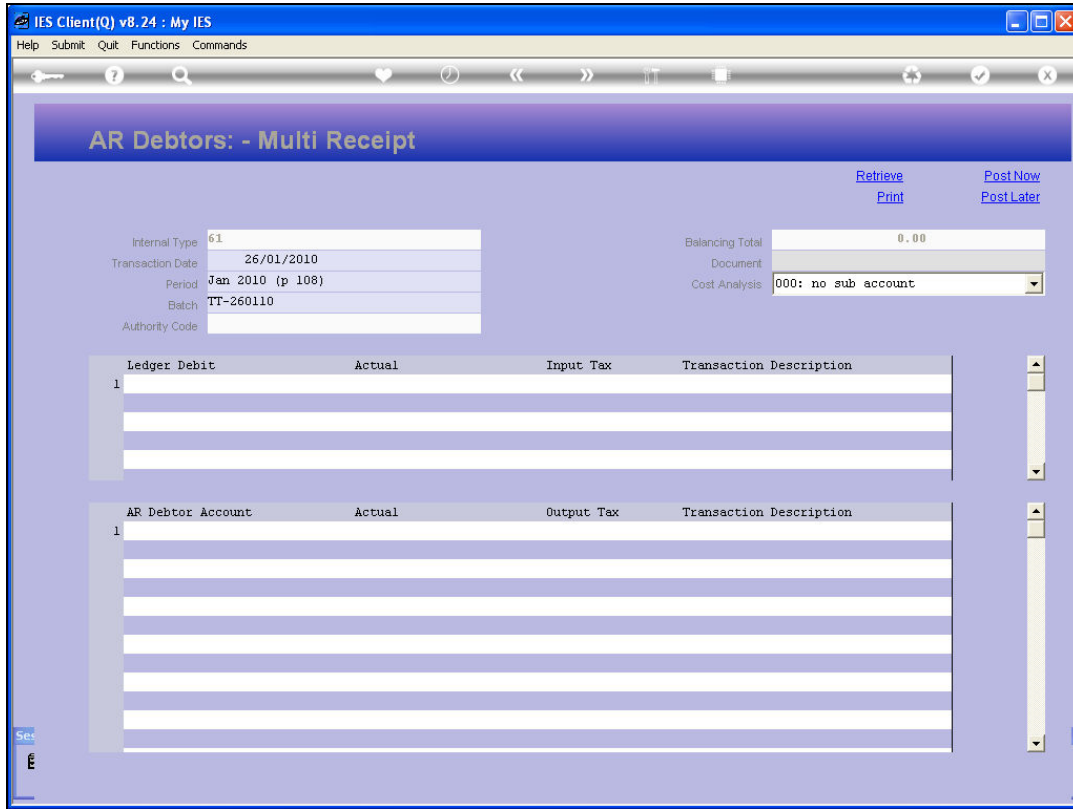 IES Client(Q) v8.24 : My IES
Help Submit Quit Functions Commands
AR Debtors: - Multi Receipt
Retrieve Post Now
Print Post Later
Internal Type 61 Balancing Total 0.00
Transaction Date 26/01/2010 Document
Period Jan 2010 (p 108) Cost Analysis 000: no sub account
Batch TT-260110
Authority Code
Ledger Debit Actual Input Tax Transaction Description
1
AR Debtor Account Actual Output Tax Transaction Description
1
Ses